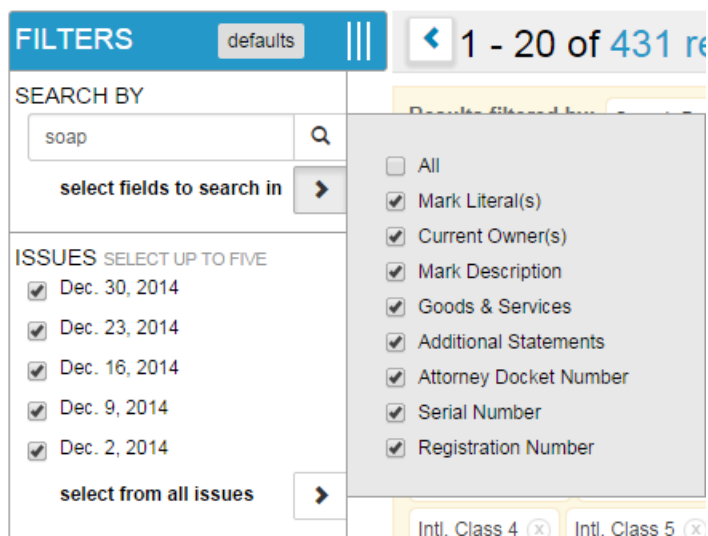 FILTERS defaults
1 - 20 of 431
SEARCH BY
soap
select fields to search in
All
Mark Literal(s)
Current Owner(s)
Mark Description
Goods & Services
Additional Statements
Attorney Docket Number
Serial Number
Registration Number
ISSUES SELECT UP TO FIVE
Dec. 30, 2014
Dec. 23, 2014
Dec. 16, 2014
Dec. 9, 2014
Dec. 2, 2014
select from all issues
Intl. Class 4 Intl. Class 5